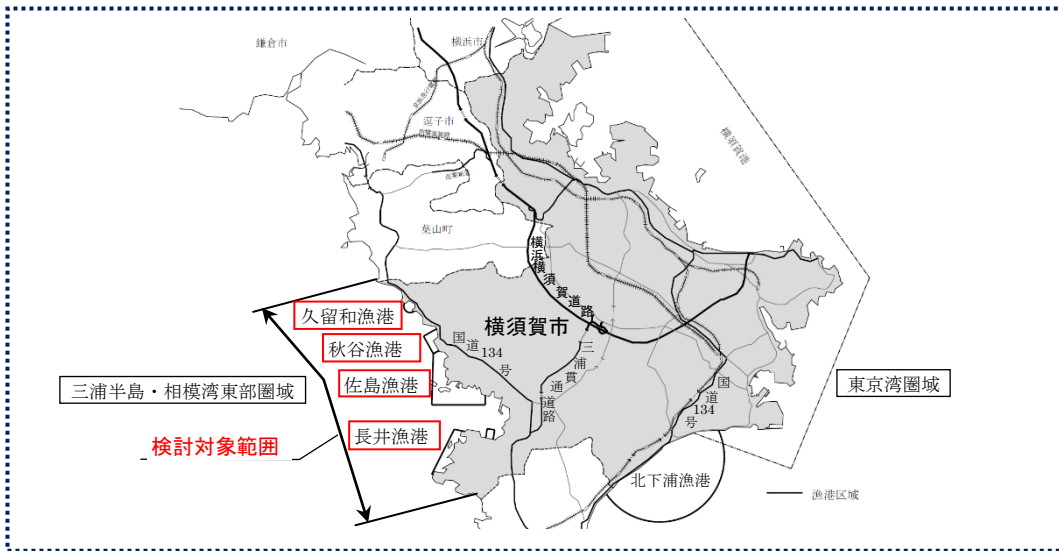 鎌倉市
横浜市
逗子市
横須賀港
葉山町
横浜横須賀道路
久留和漁港
秋谷漁港
佐島漁港
長井漁港
国道134号
横須賀市
三浦貫通道路
国道134号
三浦半島・相模湾東部圏域
東京湾圏域
検討対象範囲
北下浦漁港
漁港区域